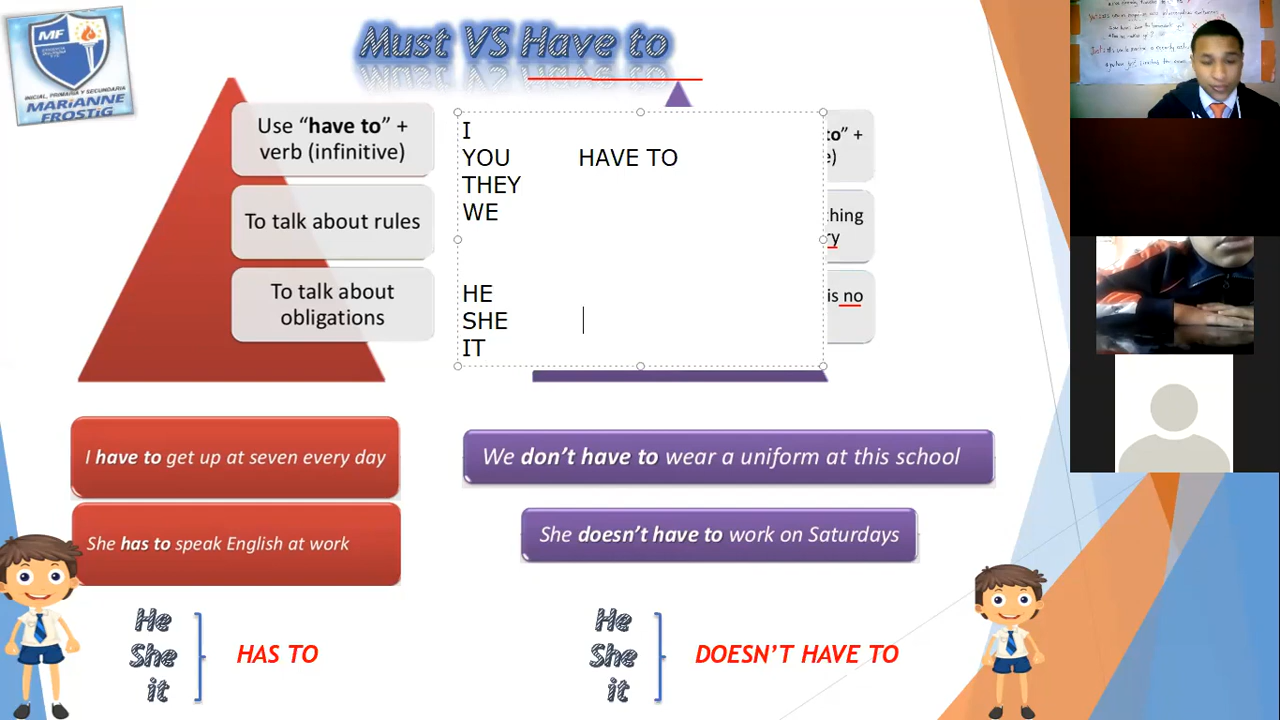 MF
INICIAL, PRIMARIA Y SECUNDARIA
MARIANNE
FROSTIG
Must VS Have to
Use “have to” +
verb (infinitive)
To talk about rules
To talk about
obligations
I
YOU HAVE TO
THEY
WE
HE
SHE
IT
to” +
e)
thing
ry
is no
I have to get up at seven every day
She has to speak English at work
We don’t have to wear a uniform at this school
She doesn’t have to work on Saturdays
He
She
it
HAS TO
He
She
it
DOESN’T HAVE TO